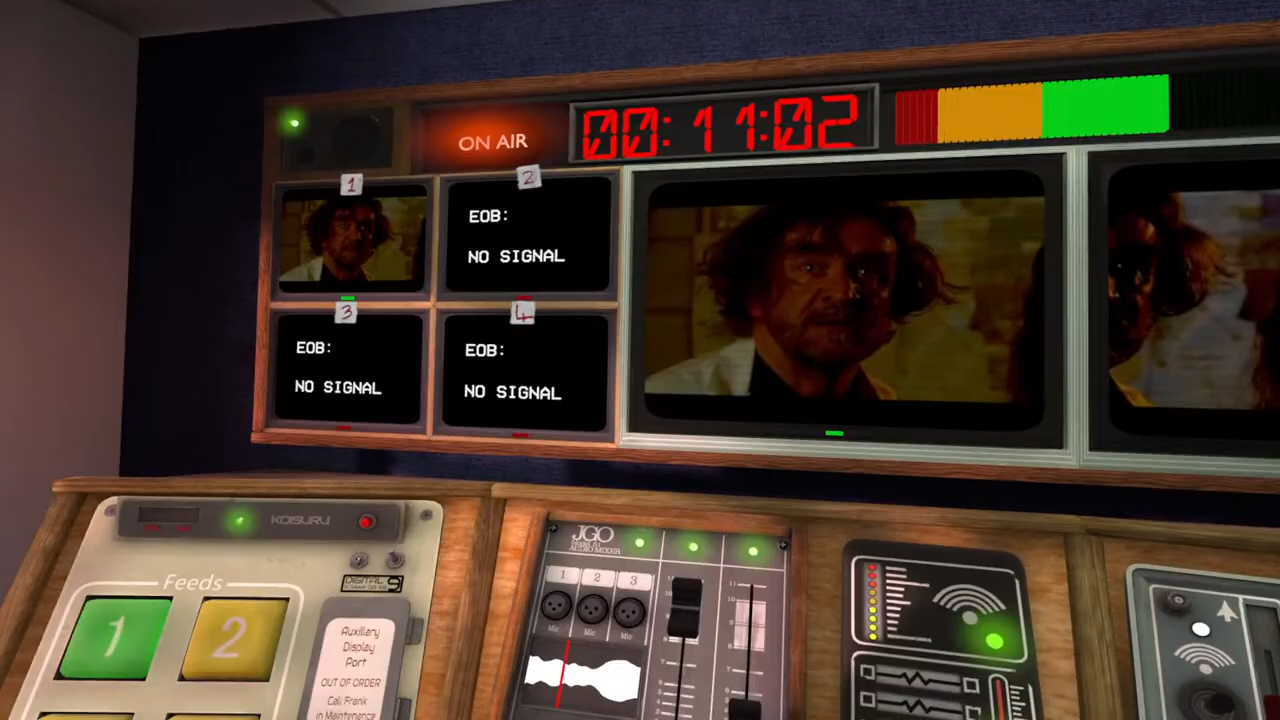 ON AIR
00:11:02
1
2
EOB:
NO SIGNAL
3
EOB:
NO SIGNAL
4
EOB:
NO SIGNAL
KOSURU
Feeds
1
2
DIGITAL 9
Auxillary
Display
Port
OUT OF ORDER
Call Frank
in Maintenance
JGO
AUDIO MIXER
1 2 3
Mic Mic Mic